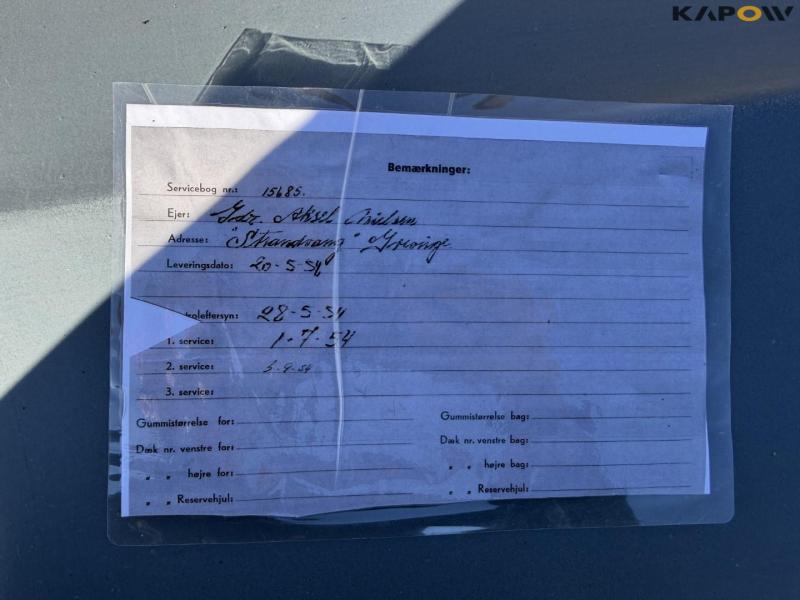 KAPOW
Bemærkninger:
Servicebog nr.: 15685.
Ejer: Gdr. Aksel Nielsen
Adresse: "Strandvang" Grevinge
Leveringsdato: 20-5-54
roleftersyn: 28-5-54
1. service: 1-7-54
2. service: 3-9-54
3. service:
Gummistørrelse for:
Gummistørrelse bag:
Dæk nr. venstre for:
Dæk nr. venstre bag:
" " højre for:
" " højre bag:
" " Reservehjul:
" " Reservehjul: